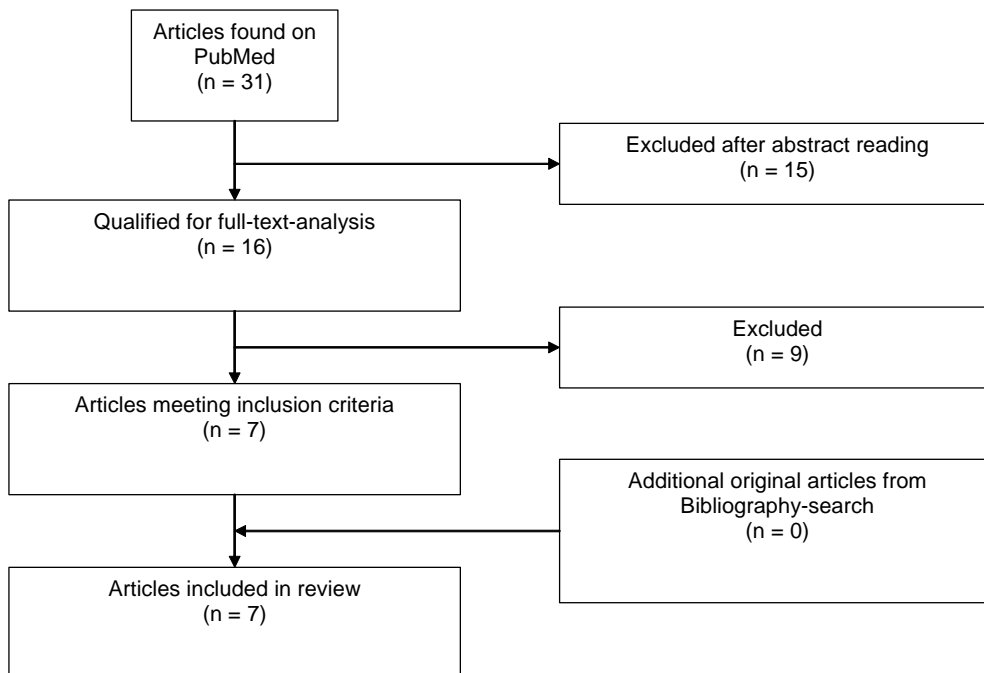 Articles found on
PubMed
(n = 31)
Excluded after abstract reading
(n = 15)
Qualified for full-text-analysis
(n = 16)
Excluded
(n = 9)
Articles meeting inclusion criteria
(n = 7)
Additional original articles from
Bibliography-search
(n = 0)
Articles included in review
(n = 7)